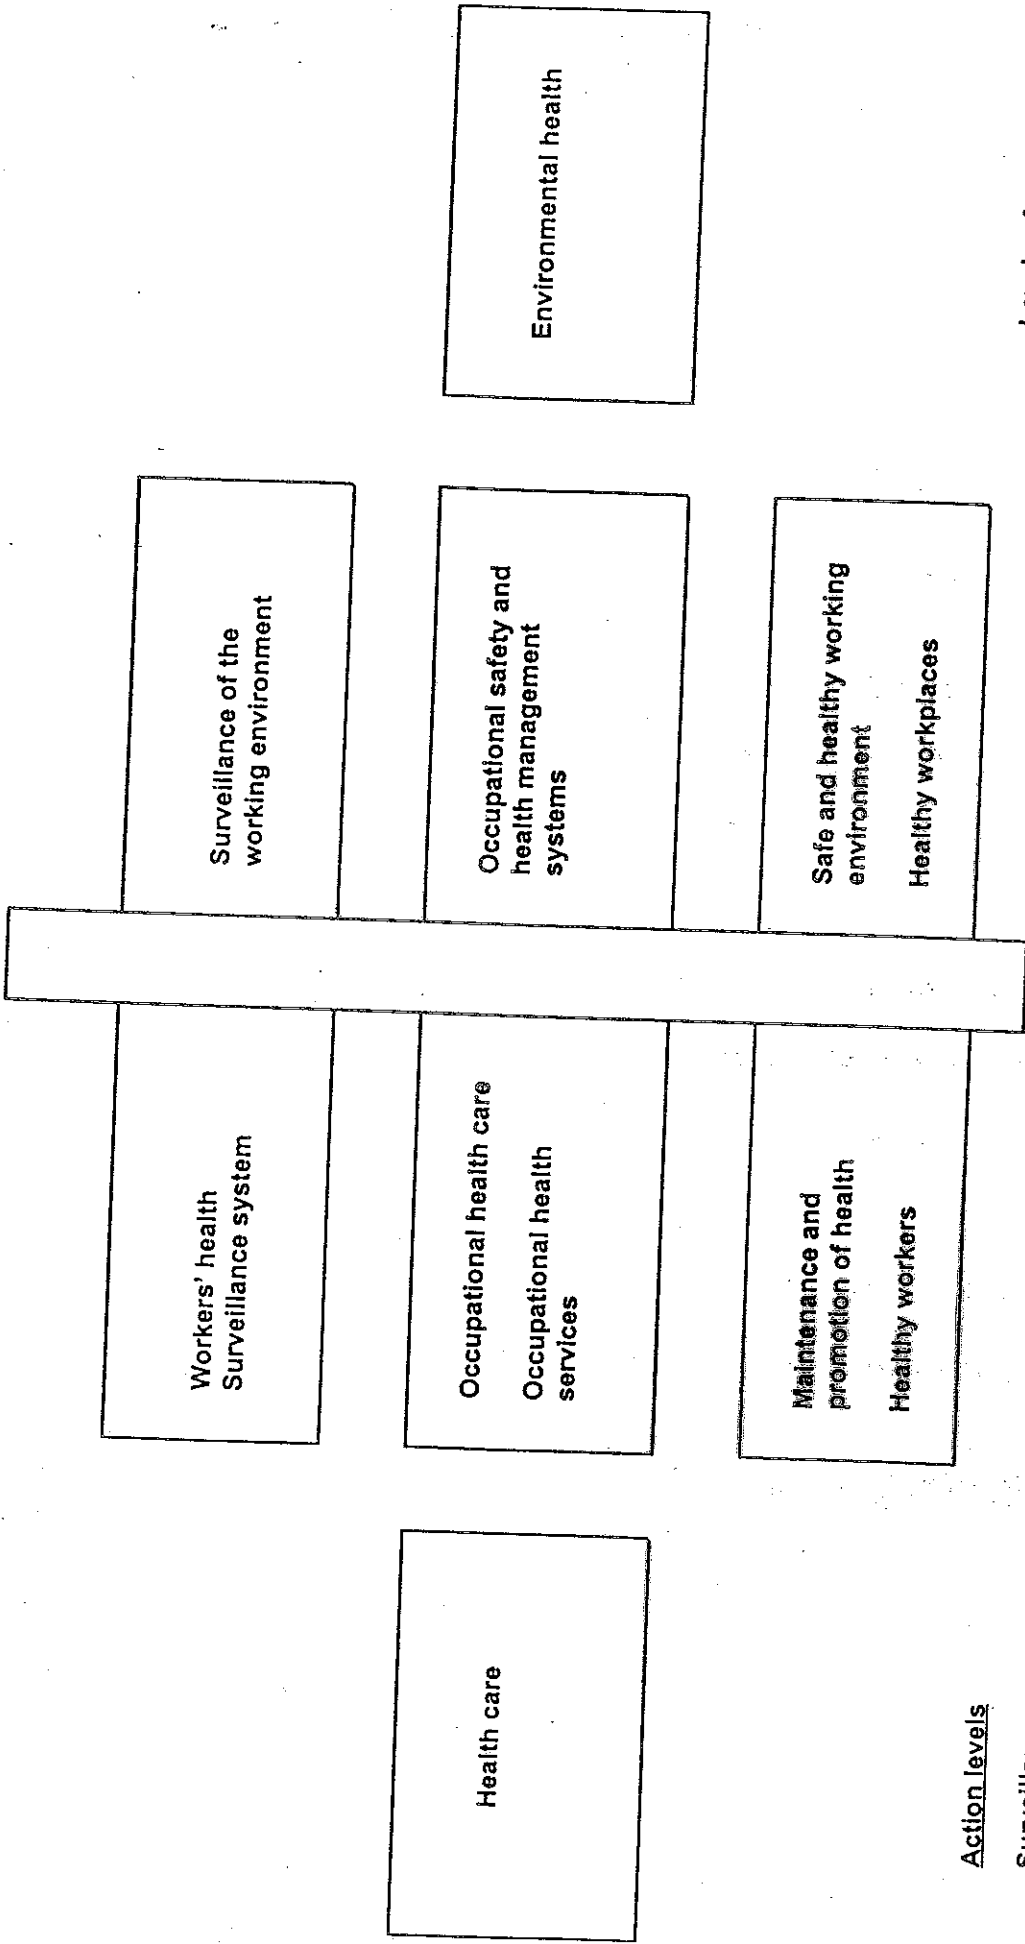 Workers' health
Surveillance system
Surveillance of the
working environment
Health care
Occupational health care
Occupational health
services
Occupational safety and
health management
systems
Environmental health
Maintenance and
promotion of health
Healthy workers
Safe and healthy working
environment
Healthy workplaces
Action levels